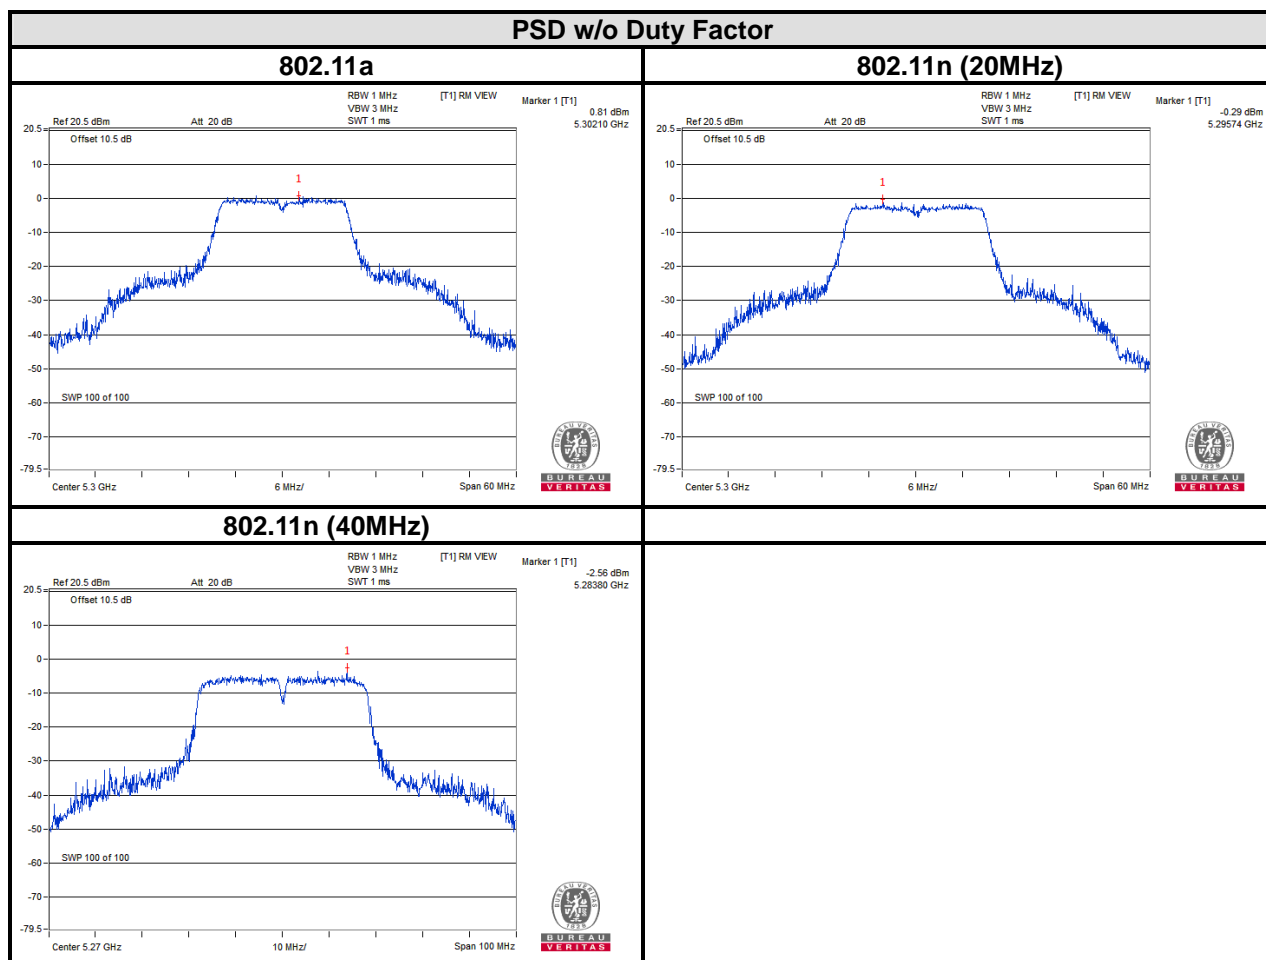 PSD w/o Duty Factor
802.11a
802.11n (20MHz)
RBW 1 MHz
[T1] RM VIEW
Marker 1 [T1]
VBW 3 MHz
0.81 dBm
Ref 20.5 dBm
Att 20 dB
SWT 1 ms
5.30210 GHz
20.5
Offset 10.5 dB
10
1
0
-10
-20
-30
-40
-50
SWP 100 of 100
-60
-70
-79.5
Center 5.3 GHz
6 MHz/
Span 60 MHz
BUREAU VERITAS
1828
BUREAU
VERITAS
RBW 1 MHz
[T1] RM VIEW
Marker 1 [T1]
VBW 3 MHz
-0.29 dBm
Ref 20.5 dBm
Att 20 dB
SWT 1 ms
5.29574 GHz
20.5
Offset 10.5 dB
10
1
0
-10
-20
-30
-40
-50
SWP 100 of 100
-60
-70
-79.5
Center 5.3 GHz
6 MHz/
Span 60 MHz
BUREAU VERITAS
1828
BUREAU
VERITAS
802.11n (40MHz)
RBW 1 MHz
[T1] RM VIEW
Marker 1 [T1]
VBW 3 MHz
-2.56 dBm
Ref 20.5 dBm
Att 20 dB
SWT 1 ms
5.28380 GHz
20.5
Offset 10.5 dB
10
1
0
-10
-20
-30
-40
-50
SWP 100 of 100
-60
-70
-79.5
Center 5.27 GHz
10 MHz/
Span 100 MHz
BUREAU VERITAS
1828
BUREAU
VERITAS